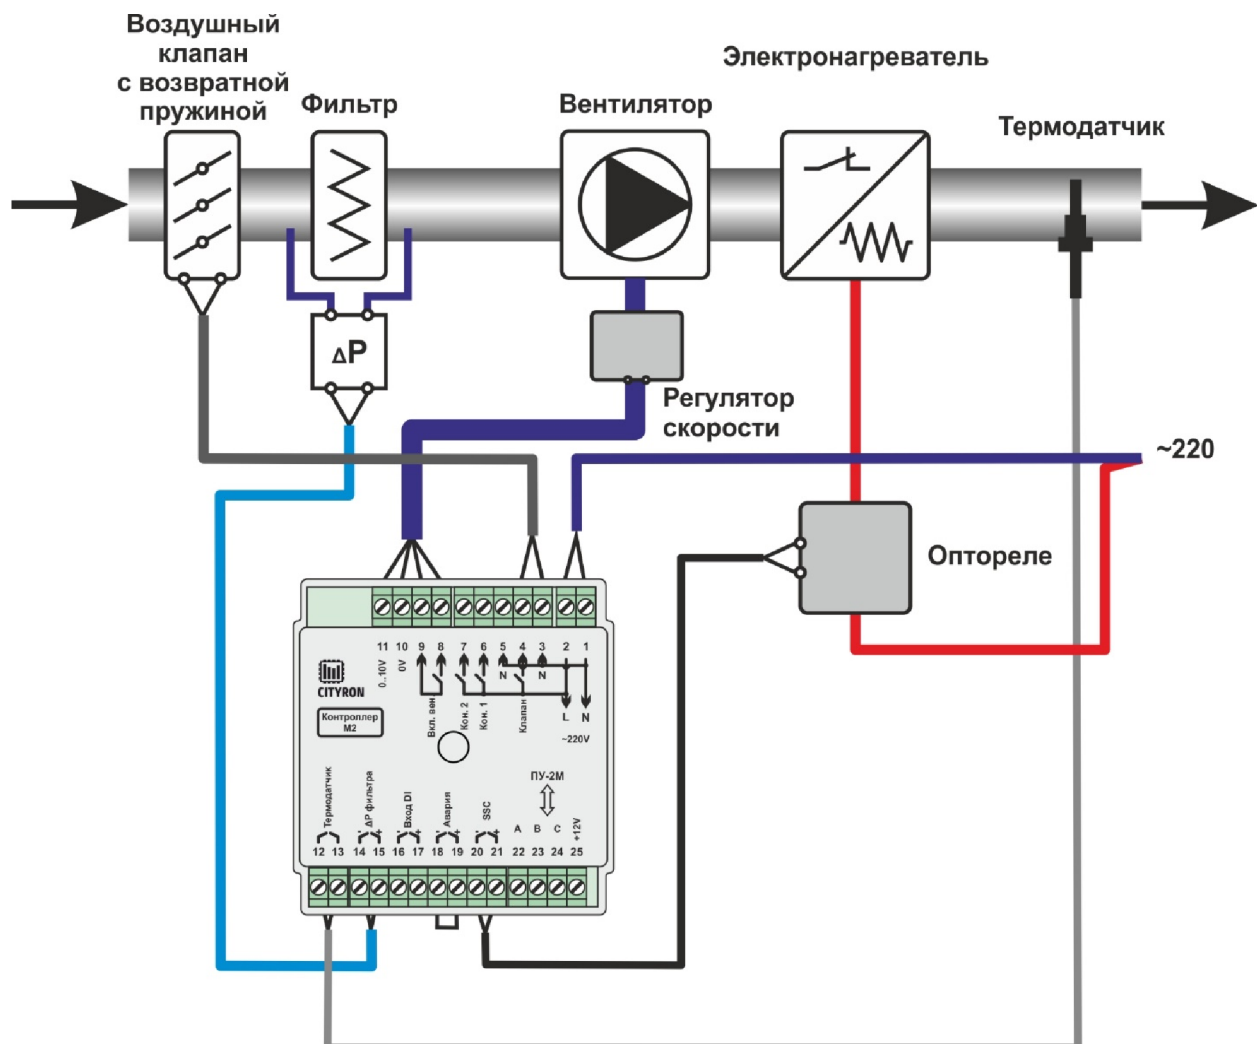 Воздушный
клапан
с возвратной
пружиной
Фильтр
Вентилятор
Электронагреватель
Термодатчик
ΔP
Регулятор
скорости
~220
Оптореле
11 10 9 8 7 6 5 4 3 2 1
0..10V
0V
Вкл. вен
Кон. 2
Кон. 1
N
Клапан
N
L N
~220V
CITYRON
Контроллер
M2
ПУ-2М
Термодатчик
ΔP фильтра
Вход DI
Авария
SSC
A B C
+12V
- + - + - + - +
12 13 14 15 16 17 18 19 20 21 22 23 24 25